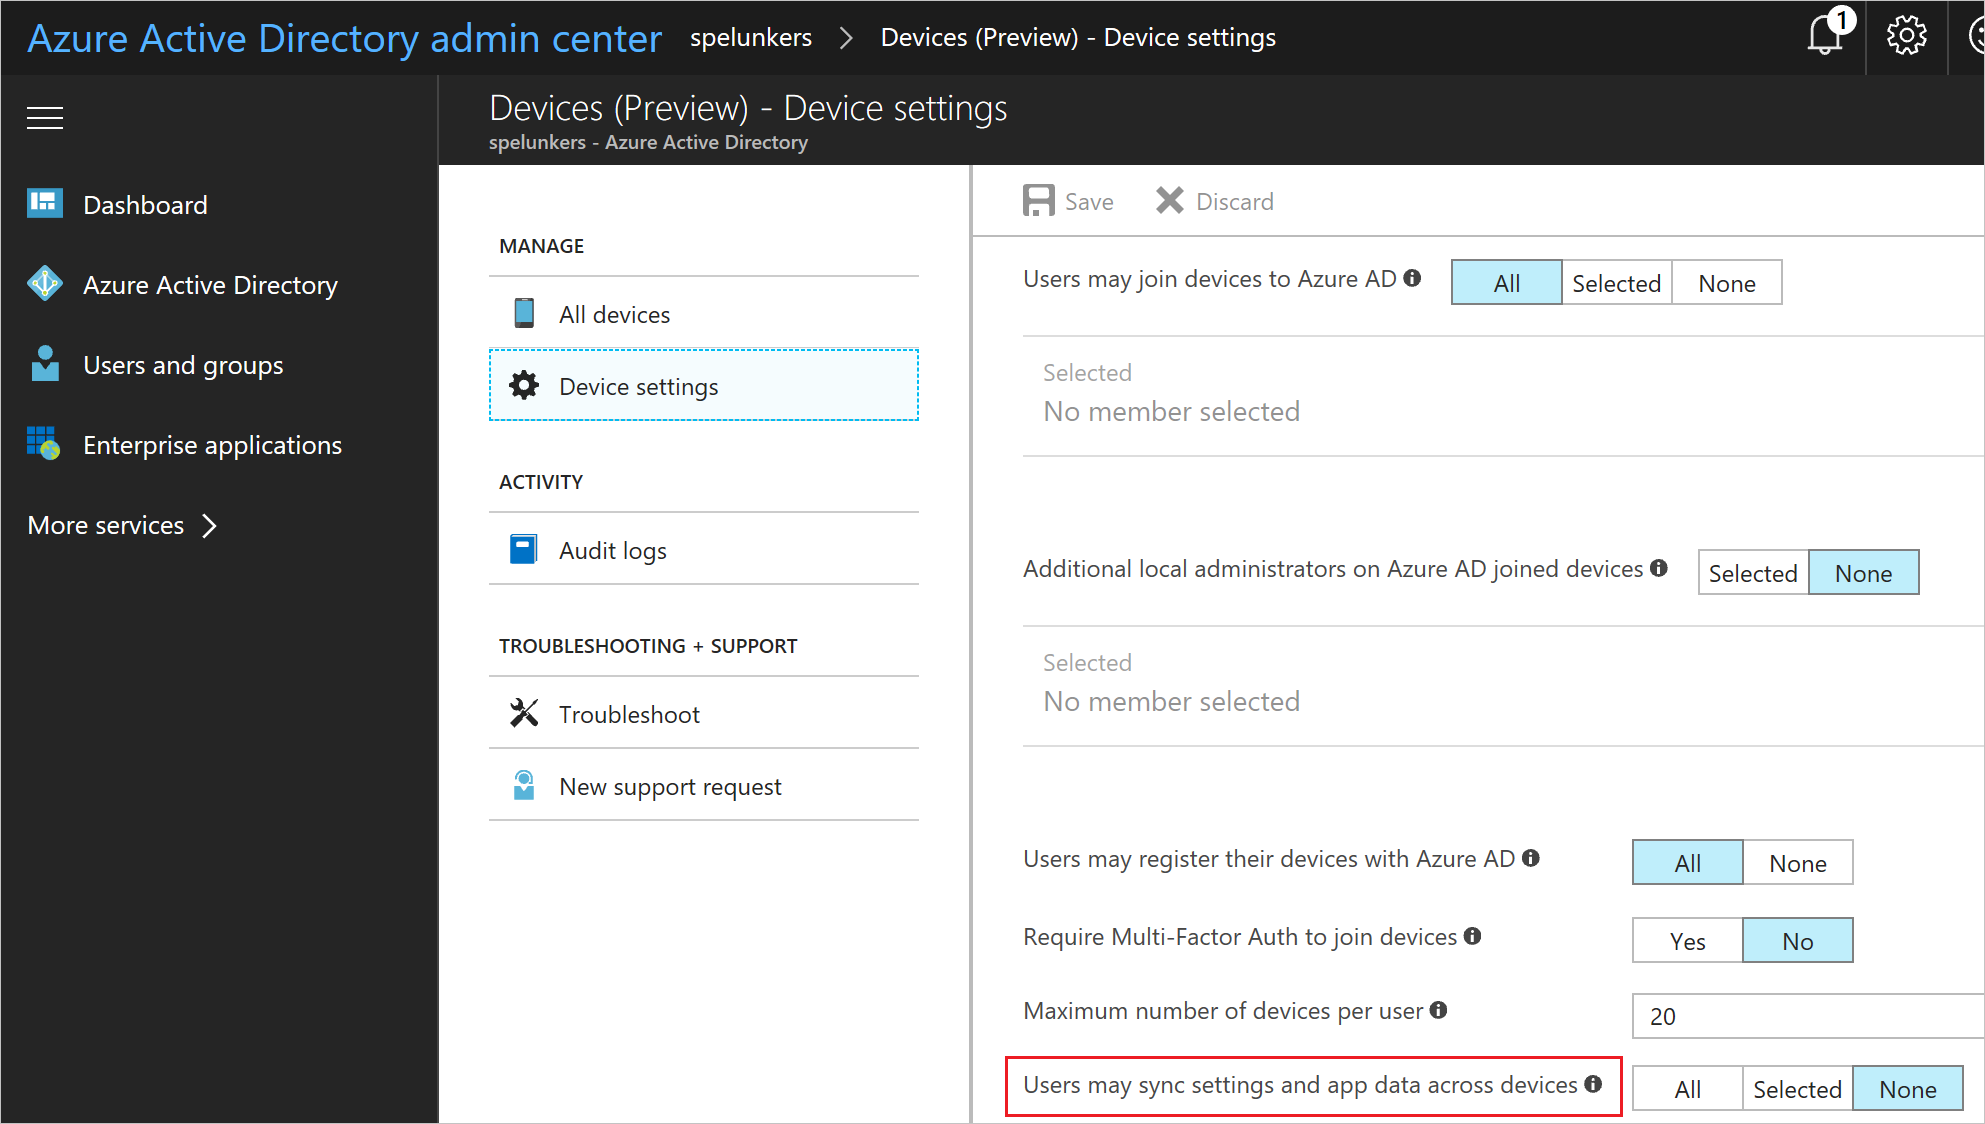 Azure Active Directory admin center spelunkers Devices (Preview) - Device settings 1
Devices (Preview) - Device settings
spelunkers - Azure Active Directory
Dashboard
Azure Active Directory
Users and groups
Enterprise applications
More services
MANAGE
All devices
Device settings
ACTIVITY
Audit logs
TROUBLESHOOTING + SUPPORT
Troubleshoot
New support request
Save Discard
Users may join devices to Azure AD All Selected None
Selected
No member selected
Additional local administrators on Azure AD joined devices Selected None
Selected
No member selected
Users may register their devices with Azure AD All None
Require Multi-Factor Auth to join devices Yes No
Maximum number of devices per user 20
Users may sync settings and app data across devices All Selected None